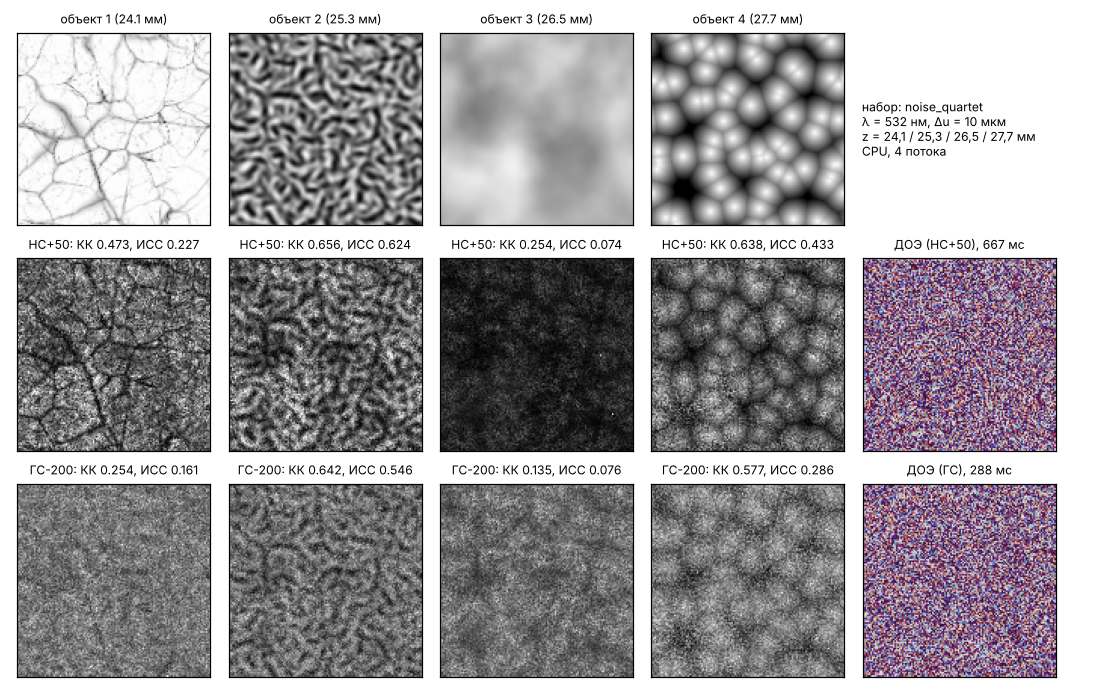 объект 1 (24.1 мм)
объект 2 (25.3 мм)
объект 3 (26.5 мм)
объект 4 (27.7 мм)
набор: noise_quartet
λ = 532 нм, Δu = 10 мкм
z = 24,1 / 25,3 / 26,5 / 27,7 мм
CPU, 4 потока
НС+50: КК 0.473, ИСС 0.227
НС+50: КК 0.656, ИСС 0.624
НС+50: КК 0.254, ИСС 0.074
НС+50: КК 0.638, ИСС 0.433
ДОЭ (НС+50), 667 мс
ГС-200: КК 0.254, ИСС 0.161
ГС-200: КК 0.642, ИСС 0.546
ГС-200: КК 0.135, ИСС 0.076
ГС-200: КК 0.577, ИСС 0.286
ДОЭ (ГС), 288 мс